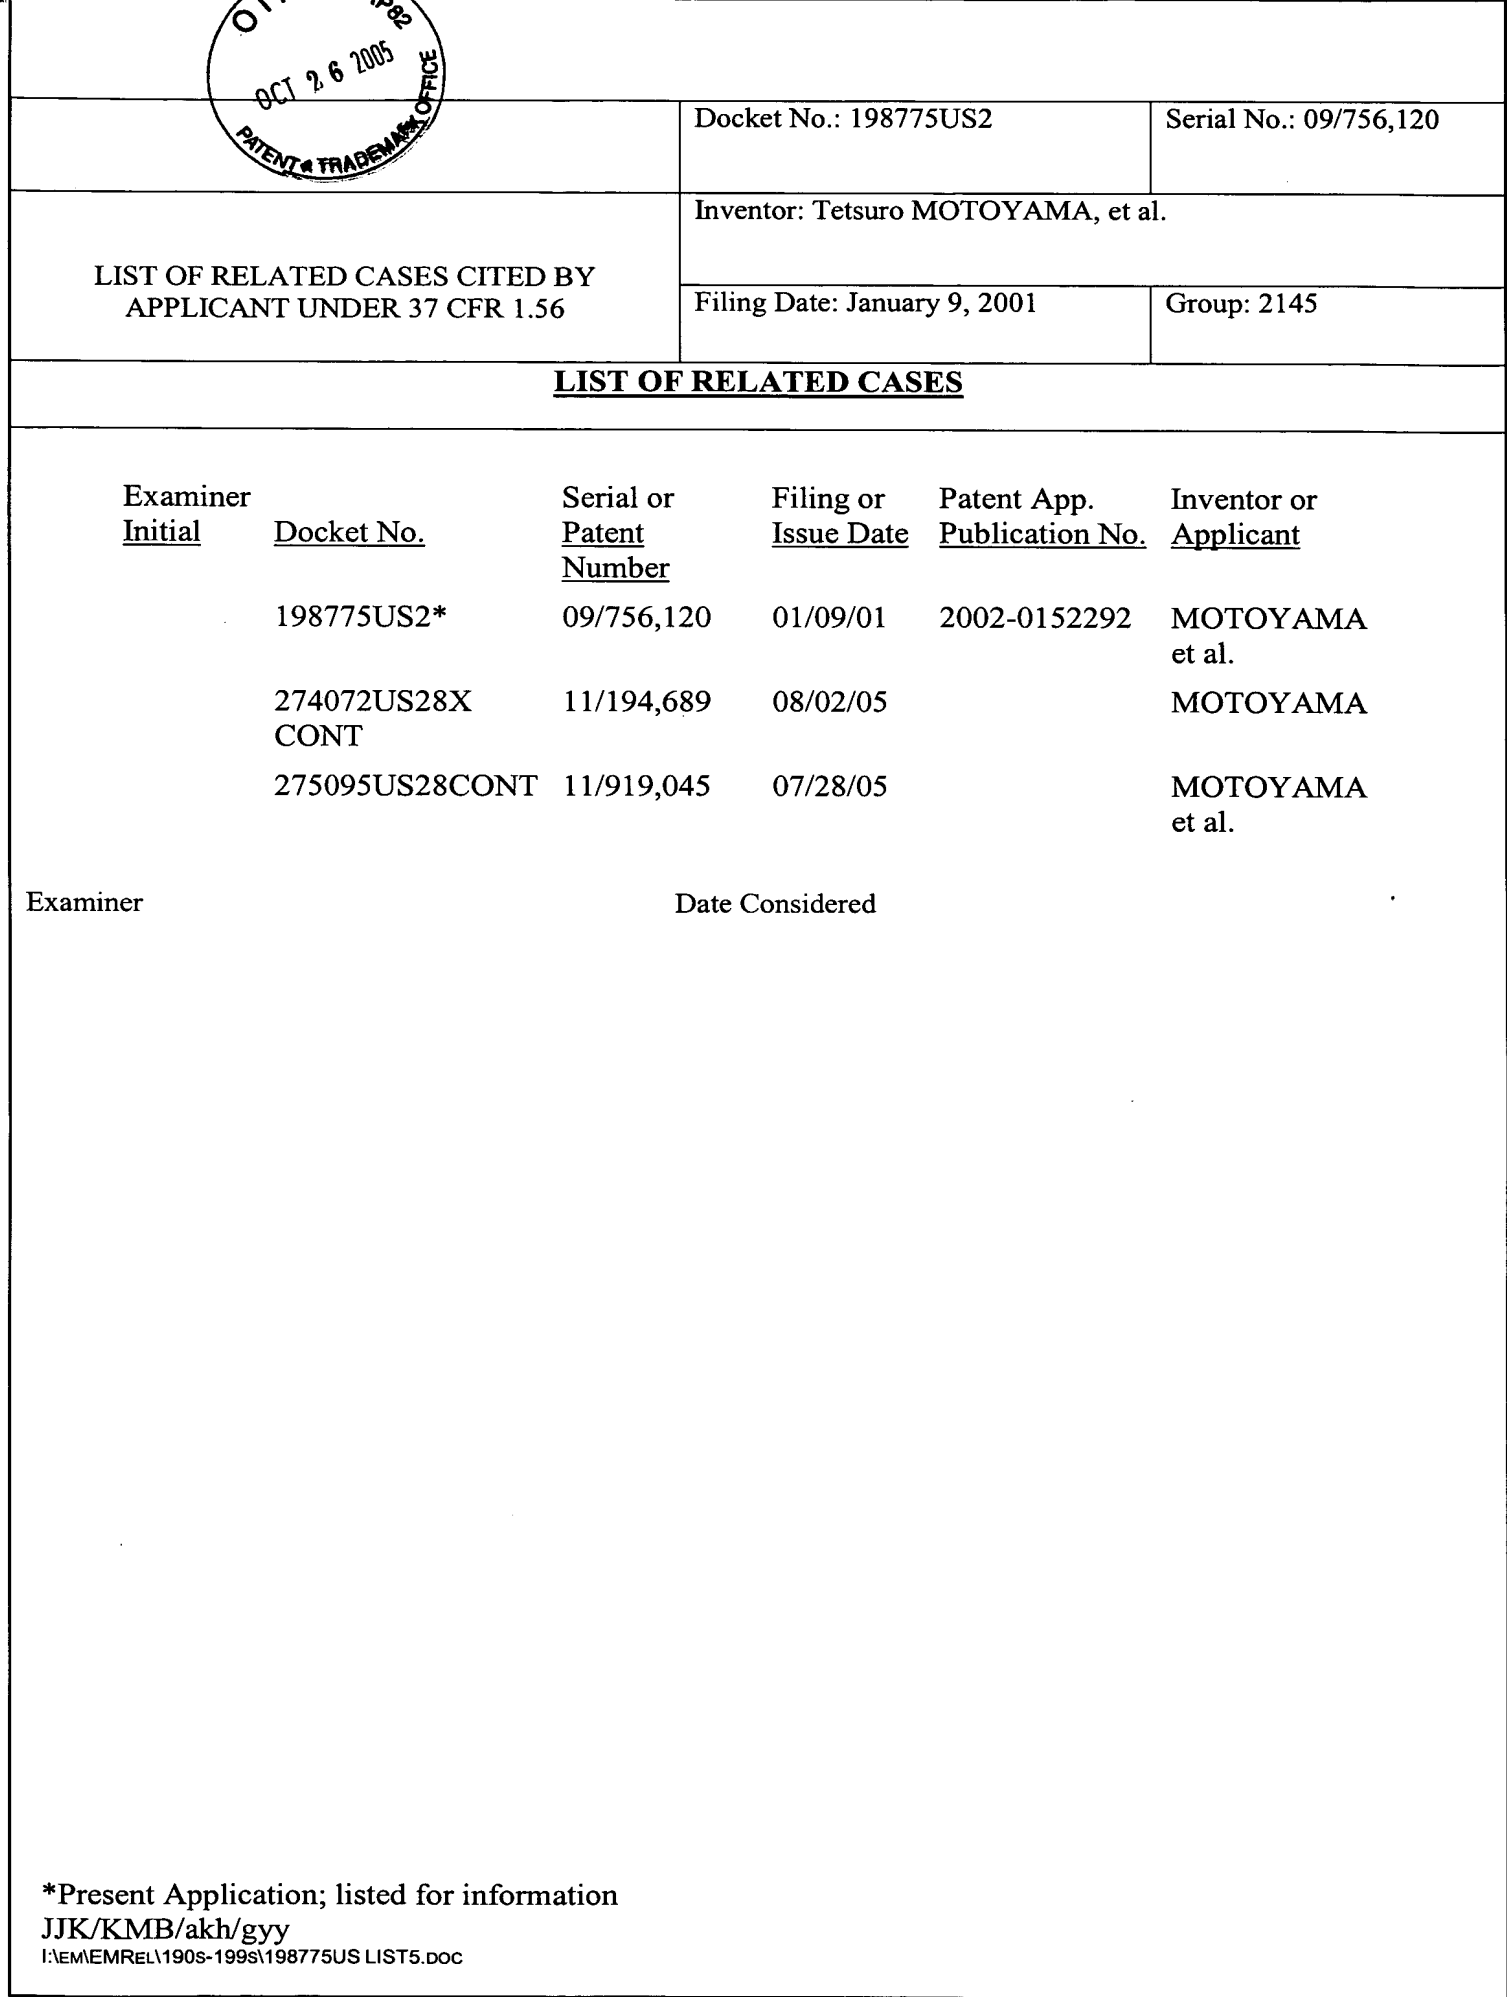 OCT 26 2005
PATENT & TRADEMARK OFFICE
Docket No.: 198775US2
Serial No.: 09/756,120
Inventor: Tetsuro MOTOYAMA, et al.
LIST OF RELATED CASES CITED BY
APPLICANT UNDER 37 CFR 1.56
Filing Date: January 9, 2001
Group: 2145
LIST OF RELATED CASES
Examiner Serial or Filing or Patent App. Inventor or
Initial Docket No. Patent Issue Date Publication No. Applicant
Number
198775US2* 09/756,120 01/09/01 2002-0152292 MOTOYAMA
et al.
274072US28X 11/194,689 08/02/05 MOTOYAMA
CONT
275095US28CONT 11/919,045 07/28/05 MOTOYAMA
et al.
Examiner Date Considered
*Present Application; listed for information
JJK/KMB/akh/gyy
I:\EM\EMREL\190S-199S\198775US LIST5.DOC